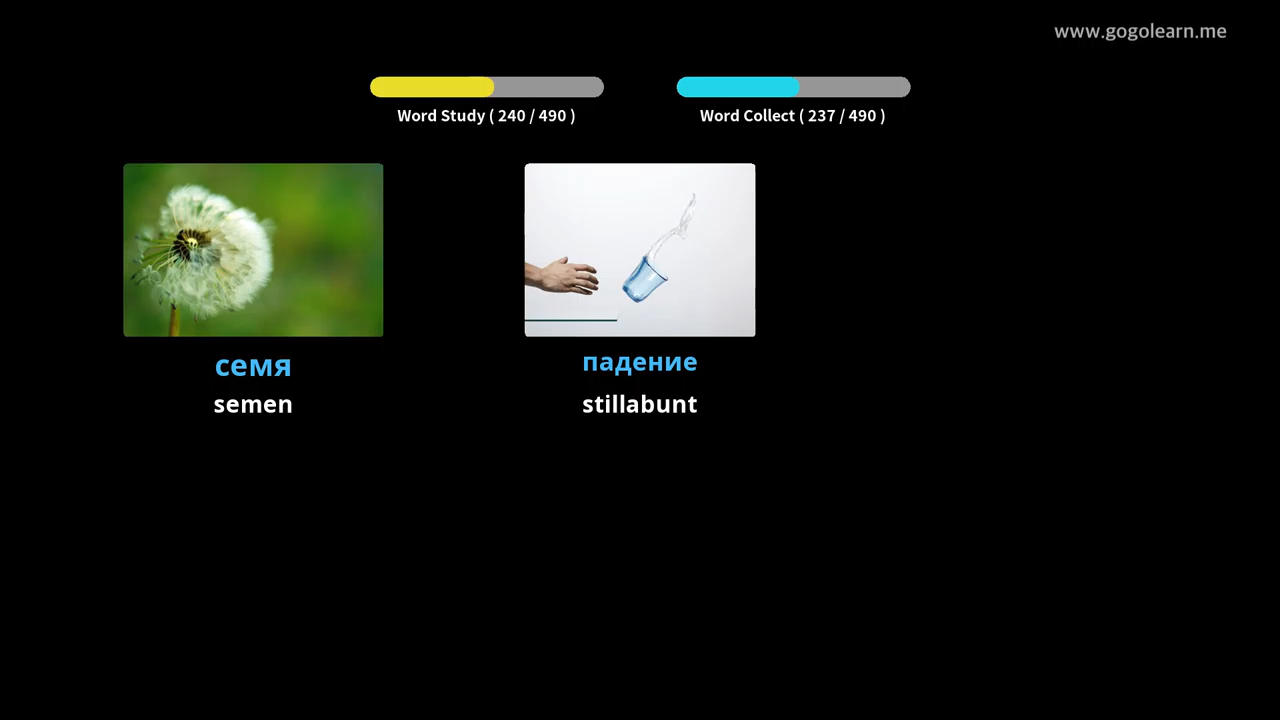 www.gogolearn.me
Word Study ( 240 / 490 )
Word Collect ( 237 / 490 )
семя
semen
падение
stillabunt